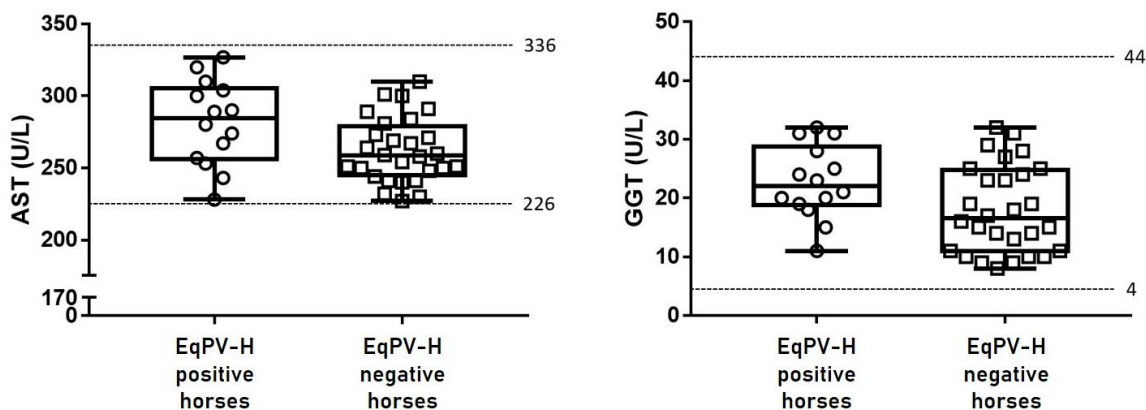 AST (U/L)
350
300
250
200
170
0
336
226
EqPV-H
positive
horses
EqPV-H
negative
horses
GGT (U/L)
50
40
30
20
10
0
44
4
EqPV-H
positive
horses
EqPV-H
negative
horses